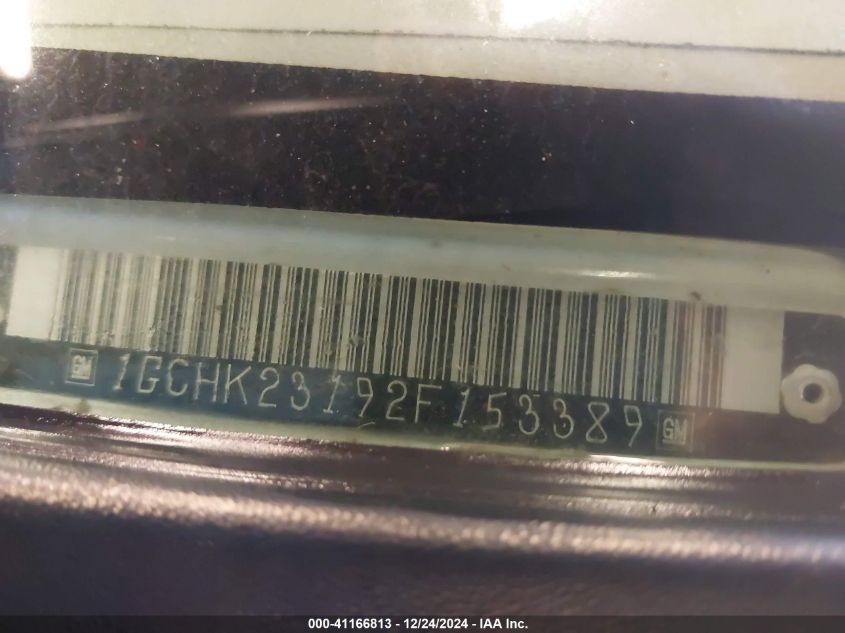 GM 1GCHK23192F153389 GM
000-41166813 - 12/24/2024 - IAA Inc.